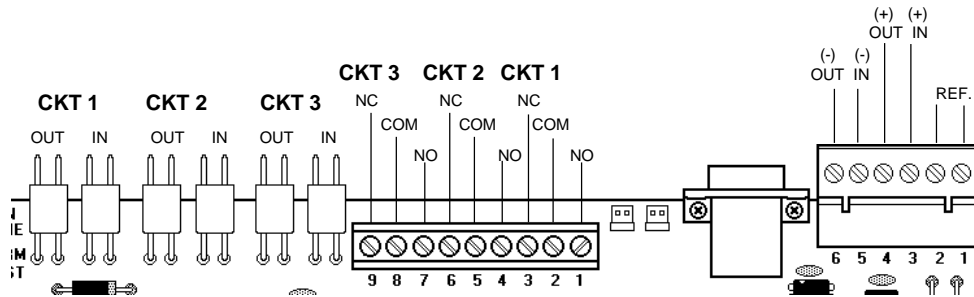 (+) (+)
OUT IN
(-) (-)
OUT IN
REF.
CKT 3 CKT 2 CKT 1
NC NC NC
COM COM COM
NO NO NO
CKT 1 CKT 2 CKT 3
OUT IN OUT IN OUT IN
9 8 7 6 5 4 3 2 1
6 5 4 3 2 1